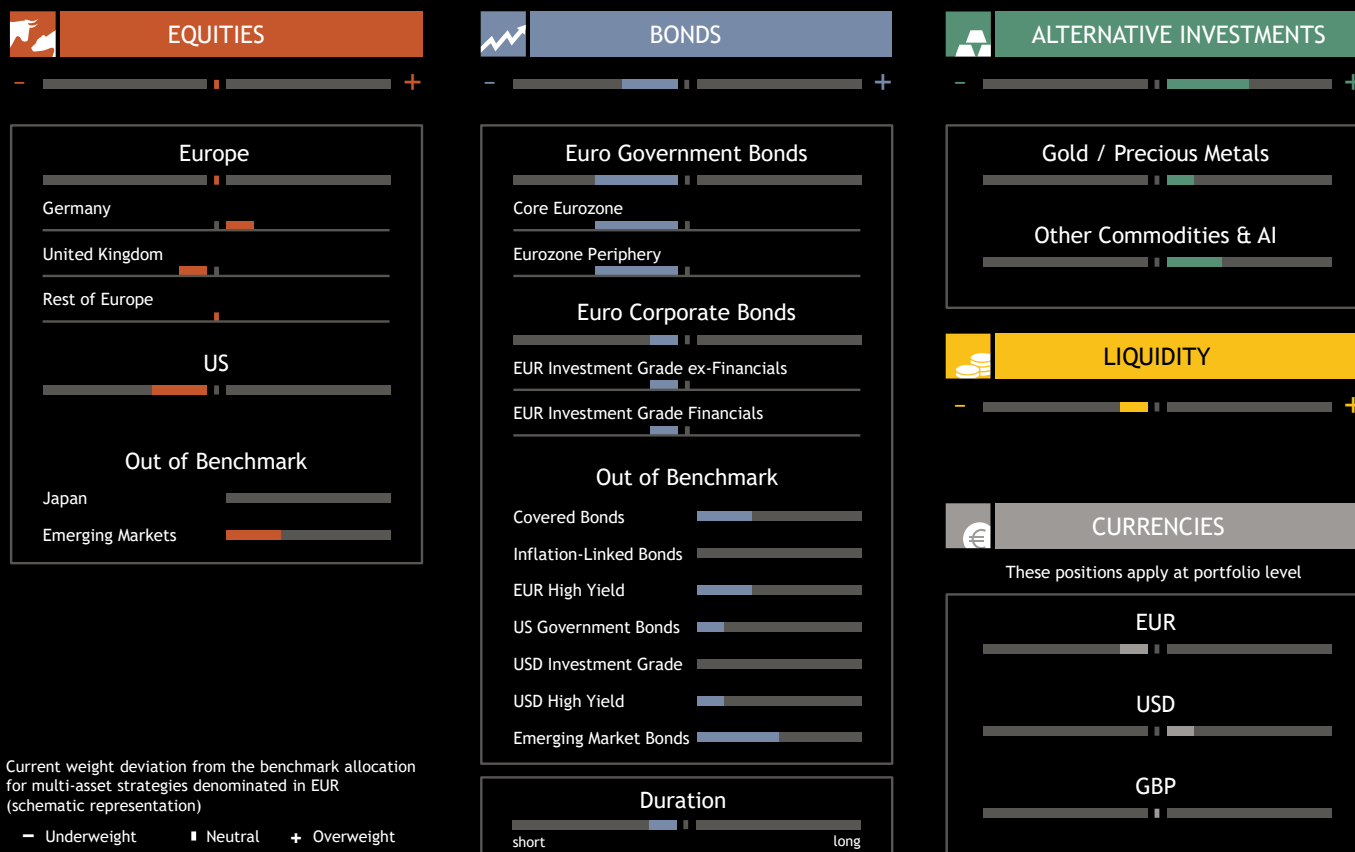 EQUITIES
− +
Europe
Germany
United Kingdom
Rest of Europe
US
Out of Benchmark
Japan
Emerging Markets
Current weight deviation from the benchmark allocation
for multi-asset strategies denominated in EUR
(schematic representation)
− Underweight Neutral + Overweight
BONDS
− +
Euro Government Bonds
Core Eurozone
Eurozone Periphery
Euro Corporate Bonds
EUR Investment Grade ex-Financials
EUR Investment Grade Financials
Out of Benchmark
Covered Bonds
Inflation-Linked Bonds
EUR High Yield
US Government Bonds
USD Investment Grade
USD High Yield
Emerging Market Bonds
Duration
short long
ALTERNATIVE INVESTMENTS
− +
Gold / Precious Metals
Other Commodities & AI
LIQUIDITY
− +
€ CURRENCIES
These positions apply at portfolio level
EUR
USD
GBP